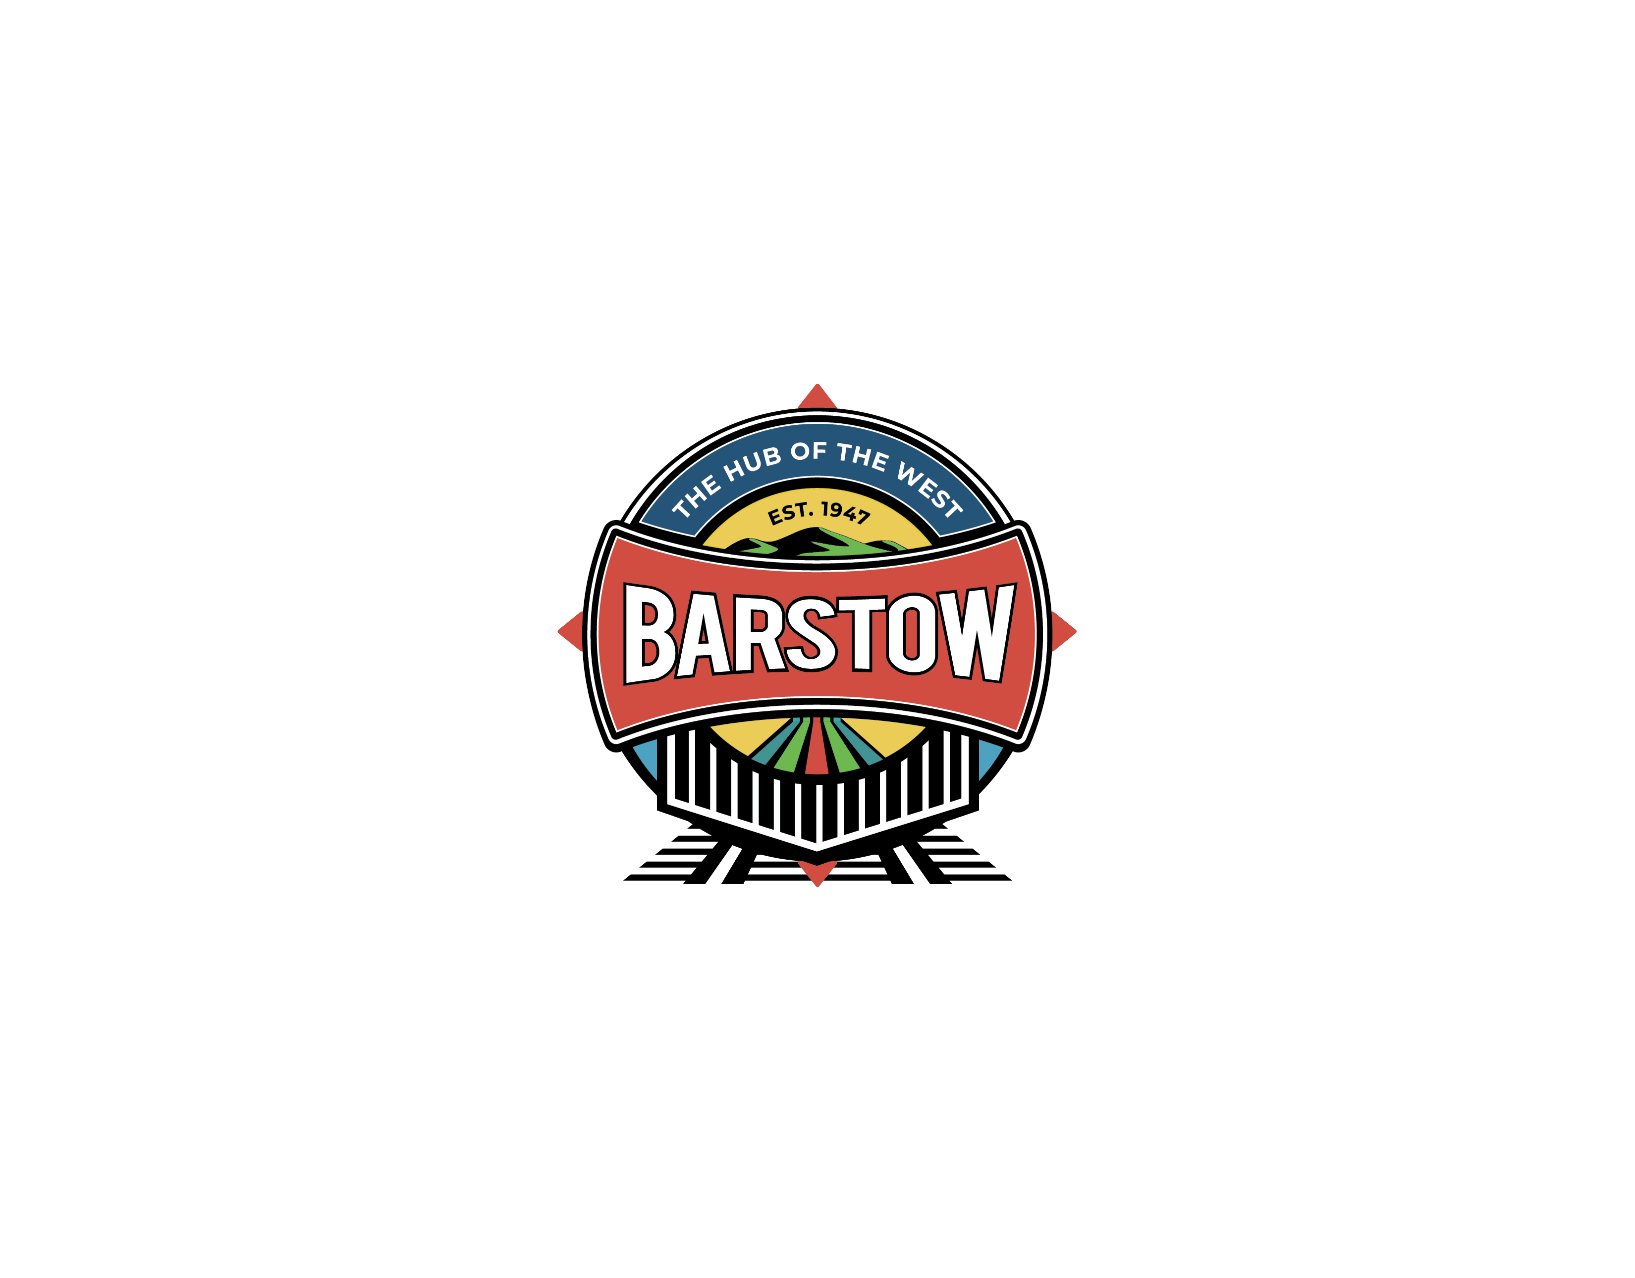 THE HUB OF THE WEST
EST. 1947
BARSTOW